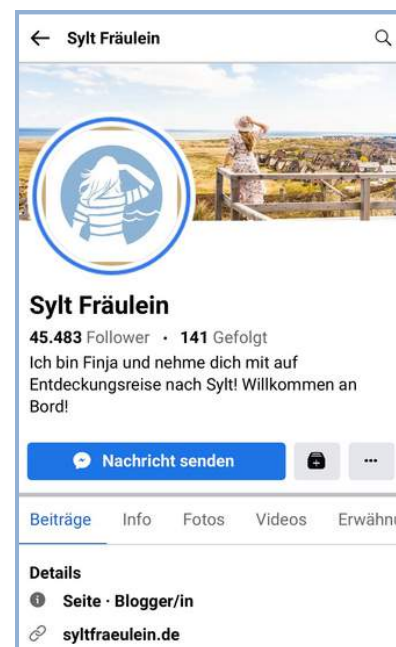 Sylt Fräulein
Sylt Fräulein
45.483 Follower · 141 Gefolgt
Ich bin Finja und nehme dich mit auf
Entdeckungsreise nach Sylt! Willkommen an
Bord!
Nachricht senden
Beiträge Info Fotos Videos Erwähnu
Details
Seite · Blogger/in
syltfraeulein.de